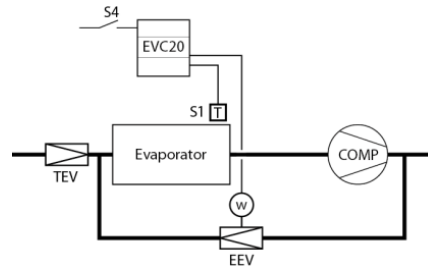 S4
EVC20
S1 T
Evaporator
COMP
TEV
w
EEV